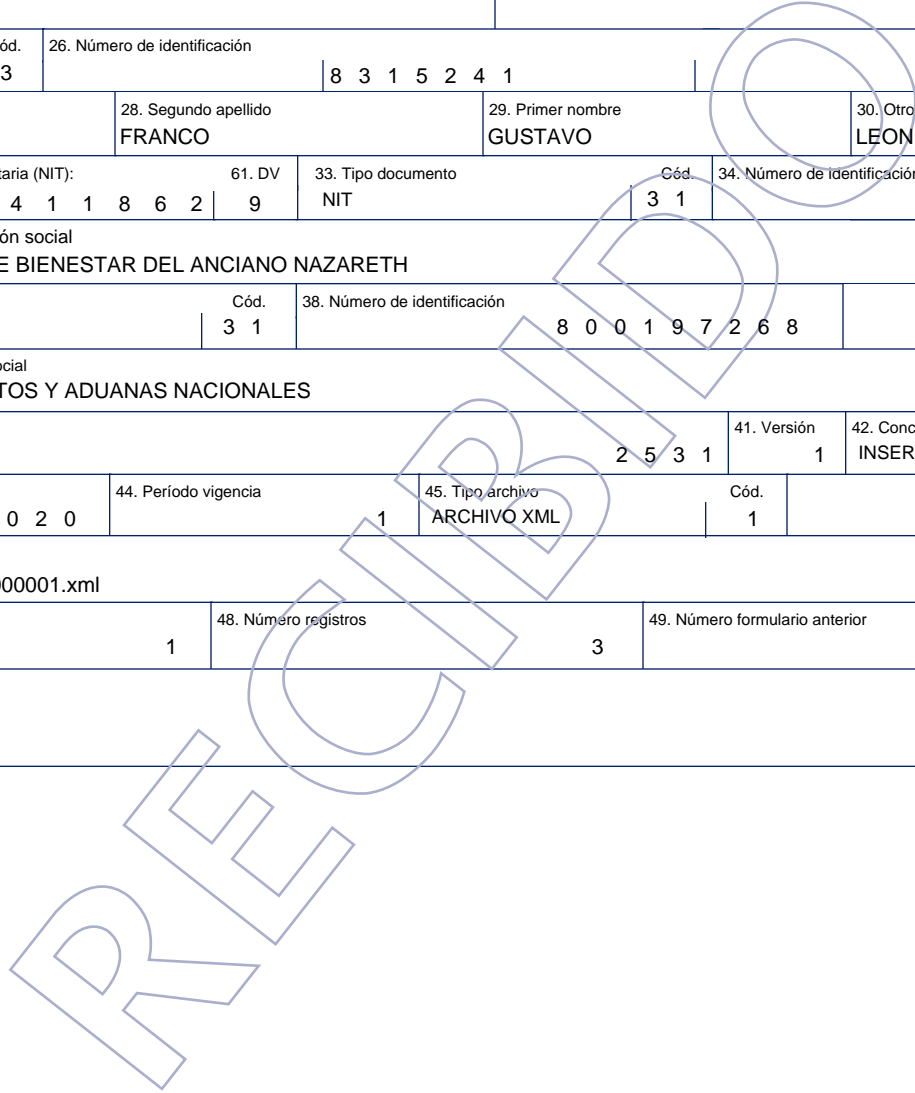 ód. 26. Número de identificación
3 8 3 1 5 2 4 1
28. Segundo apellido 29. Primer nombre 30. Otro
FRANCO GUSTAVO LEON
taria (NIT): 61. DV 33. Tipo documento Cód. 34. Número de identificación
4 1 1 8 6 2 9 NIT 3 1
ón social
E BIENESTAR DEL ANCIANO NAZARETH
Cód. 38. Número de identificación
3 1 8 0 0 1 9 7 2 6 8
ocial
TOS Y ADUANAS NACIONALES
41. Versión 42. Conc
2 5 3 1 1 INSER
44. Período vigencia 45. Tipo archivo Cód.
0 2 0 1 ARCHIVO XML 1
000001.xml
48. Número registros 49. Número formulario anterior
1 3
RECIBIDO